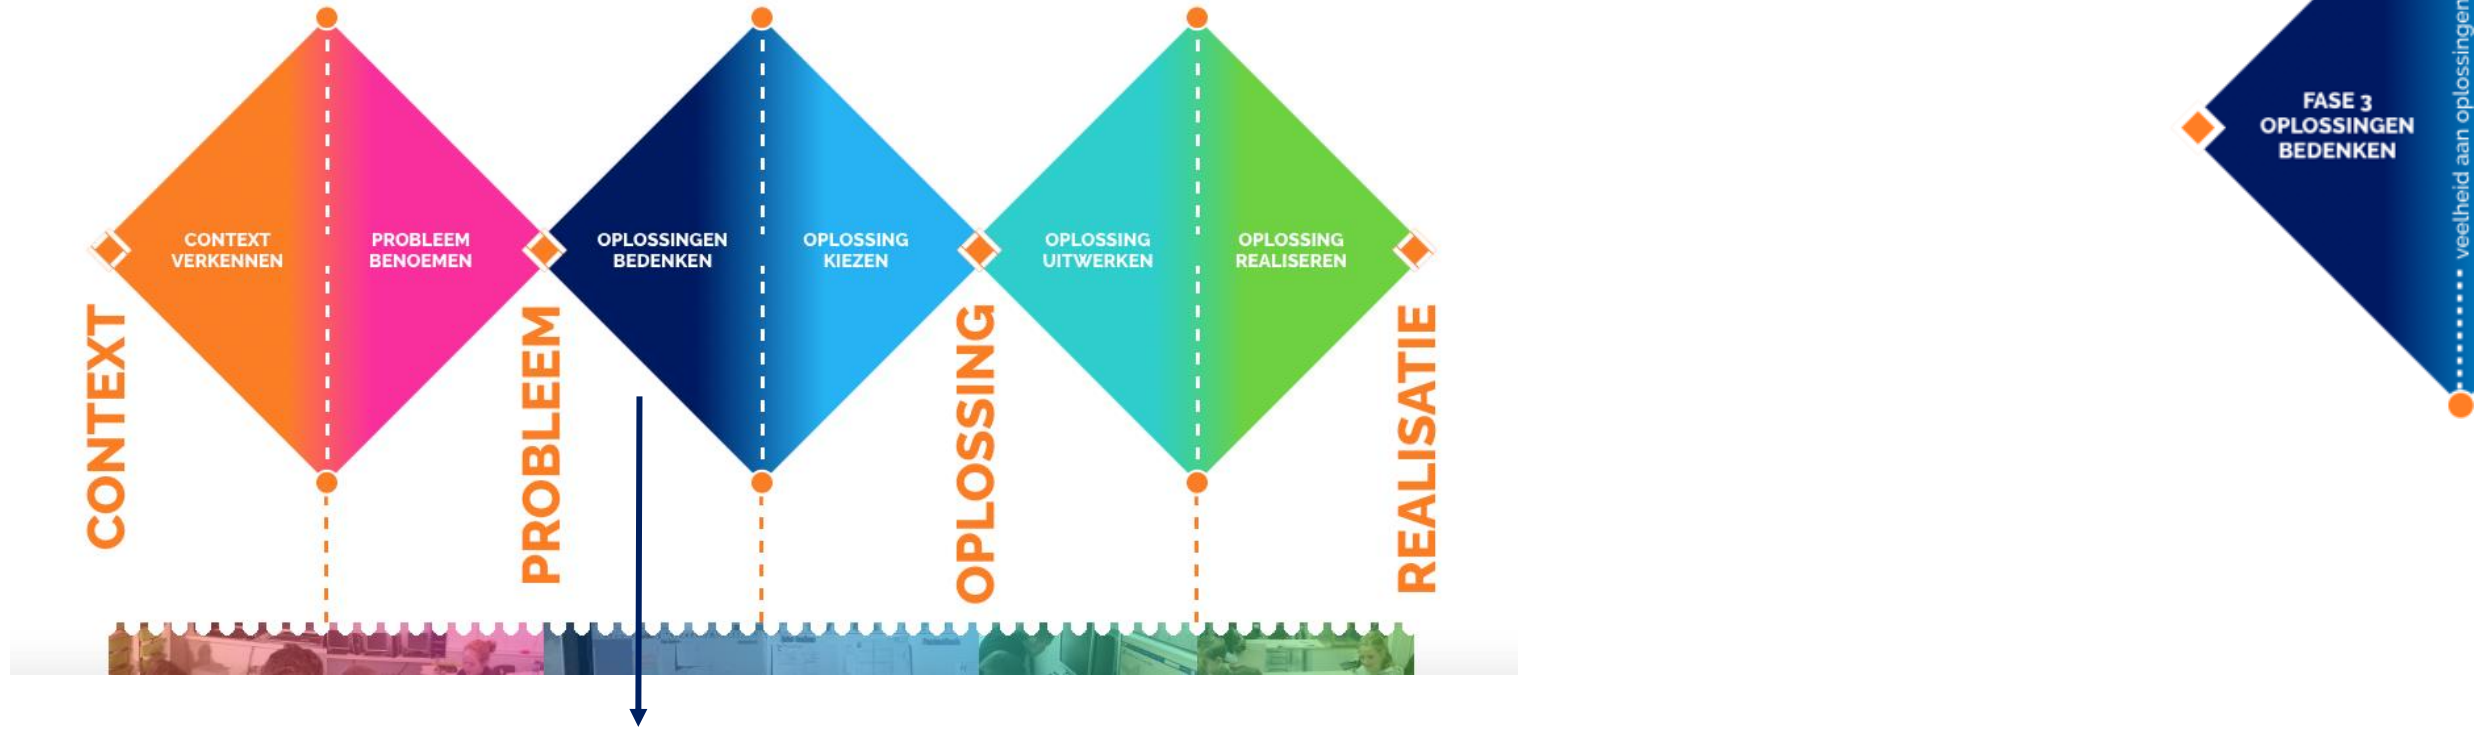 CONTEXT
VERKENNEN
PROBLEEM
BENOEMEN
OPLOSSINGEN
BEDENKEN
OPLOSSING
KIEZEN
OPLOSSING
UITWERKEN
OPLOSSING
REALISEREN
CONTEXT
PROBLEEM
OPLOSSING
REALISATIE
FASE 3
OPLOSSINGEN
BEDENKEN
veelheid aan oplossingen